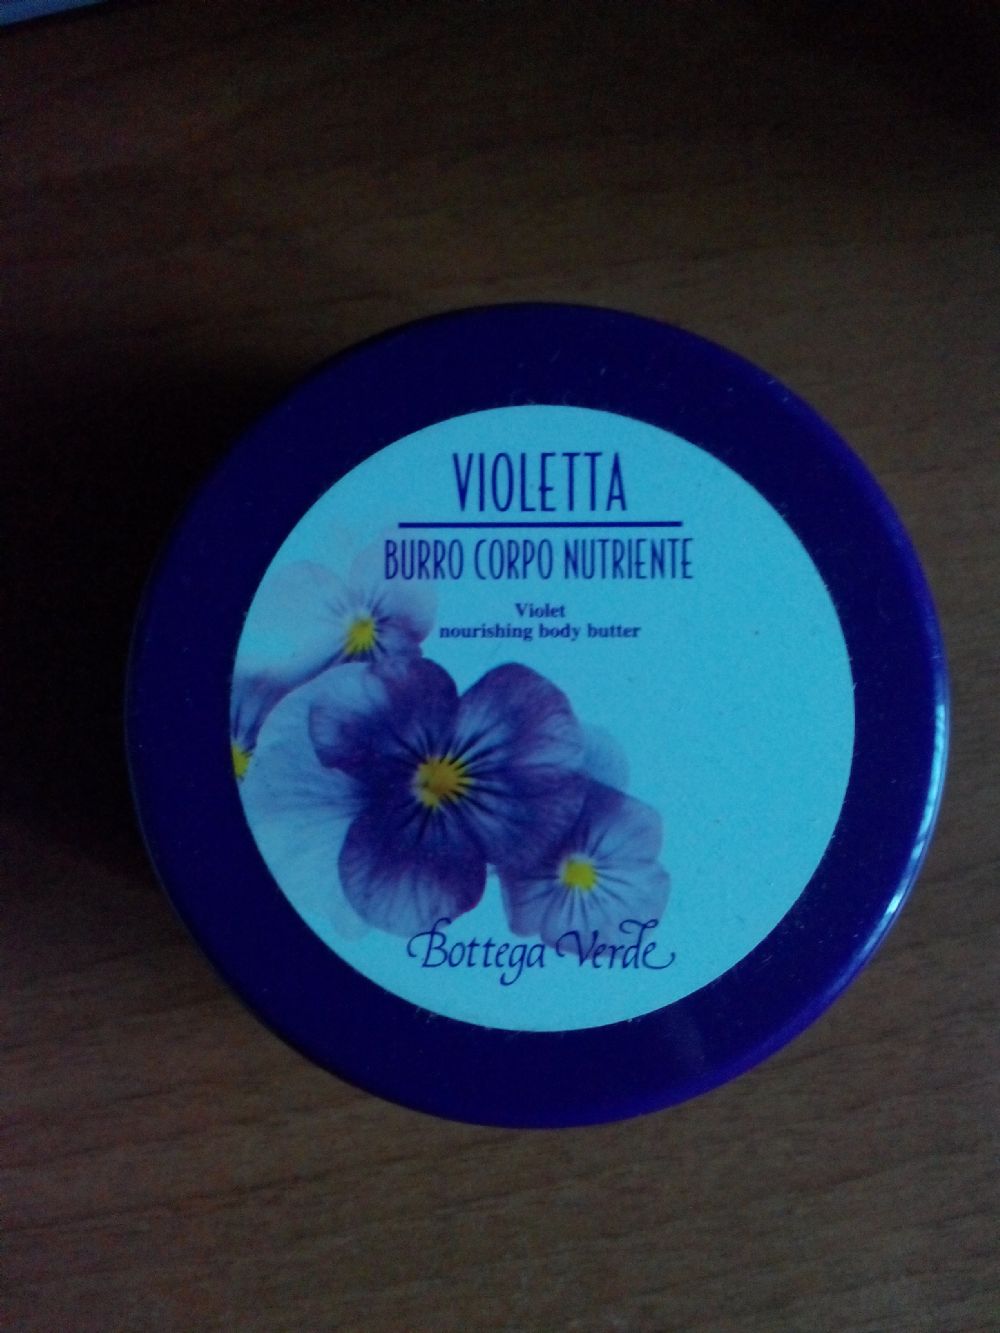 VIOLETTA
BURRO CORPO NUTRIENTE
Violet
nourishing body butter
Bottega Verde